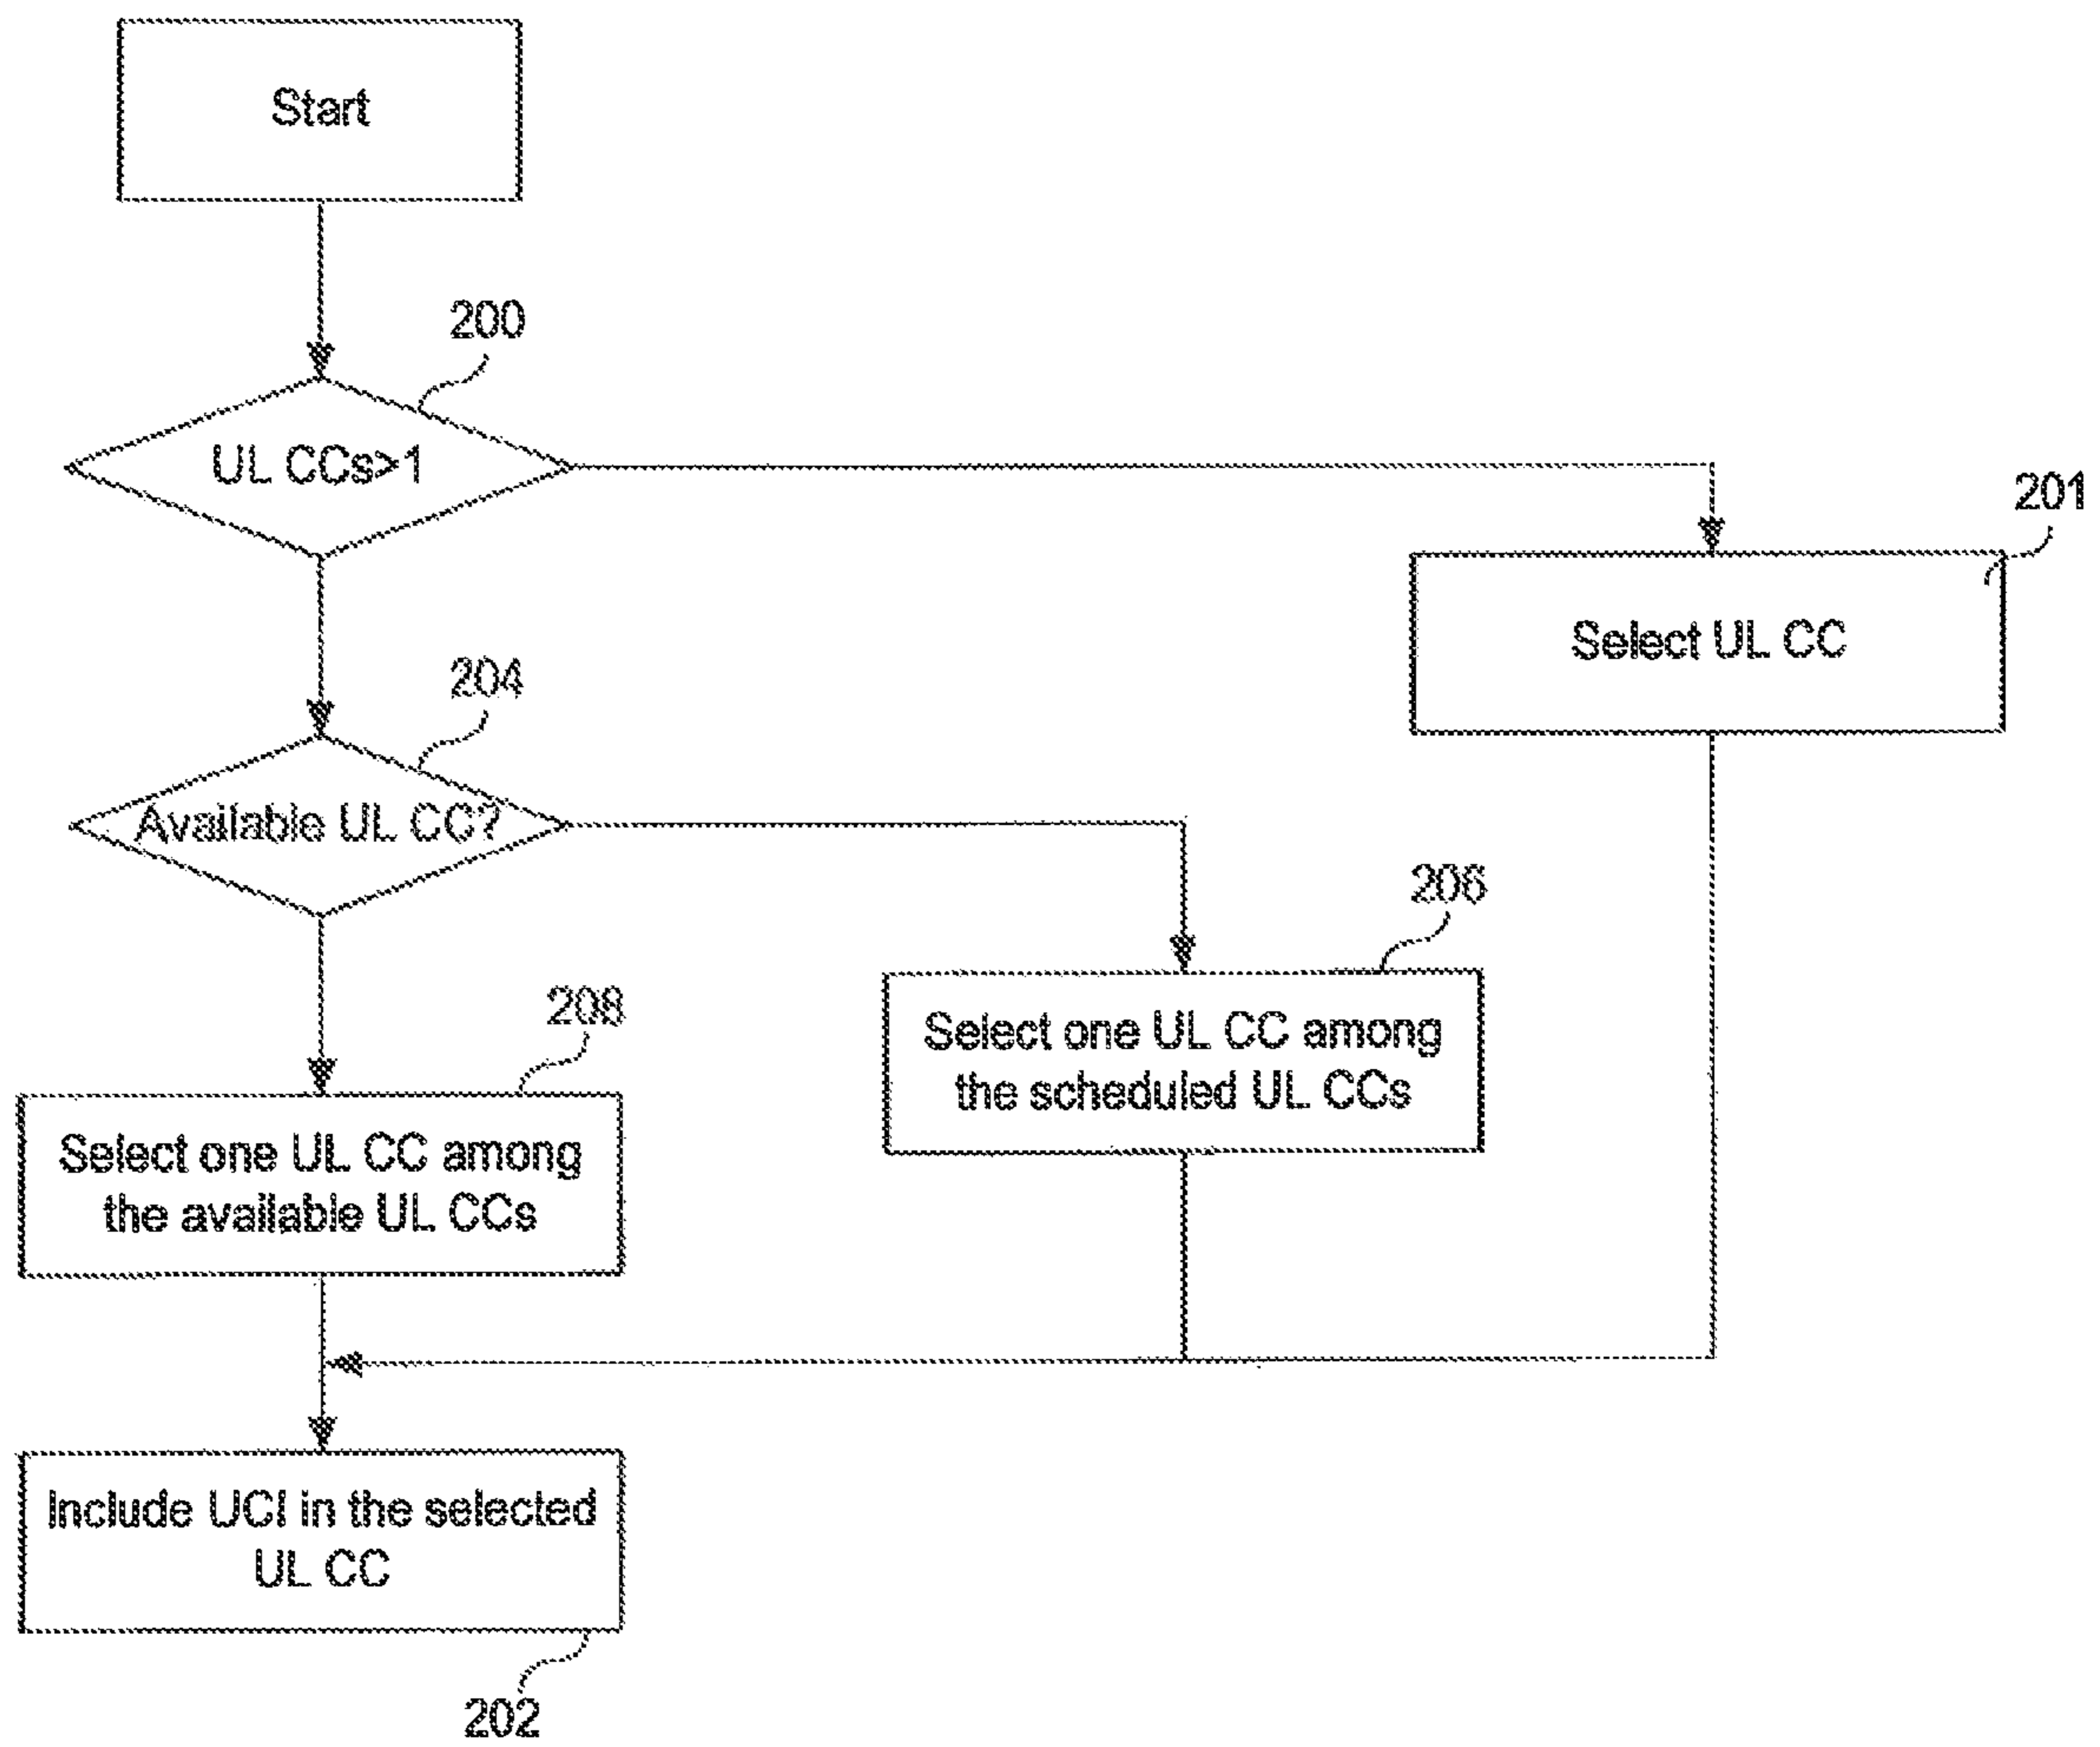 Start
200
UL CCs>1
201
Select UL CC
204
Available UL CC?
206
Select one UL CC among
the scheduled UL CCs
208
Select one UL CC among
the available UL CCs
Include UCI in the selected
UL CC
202